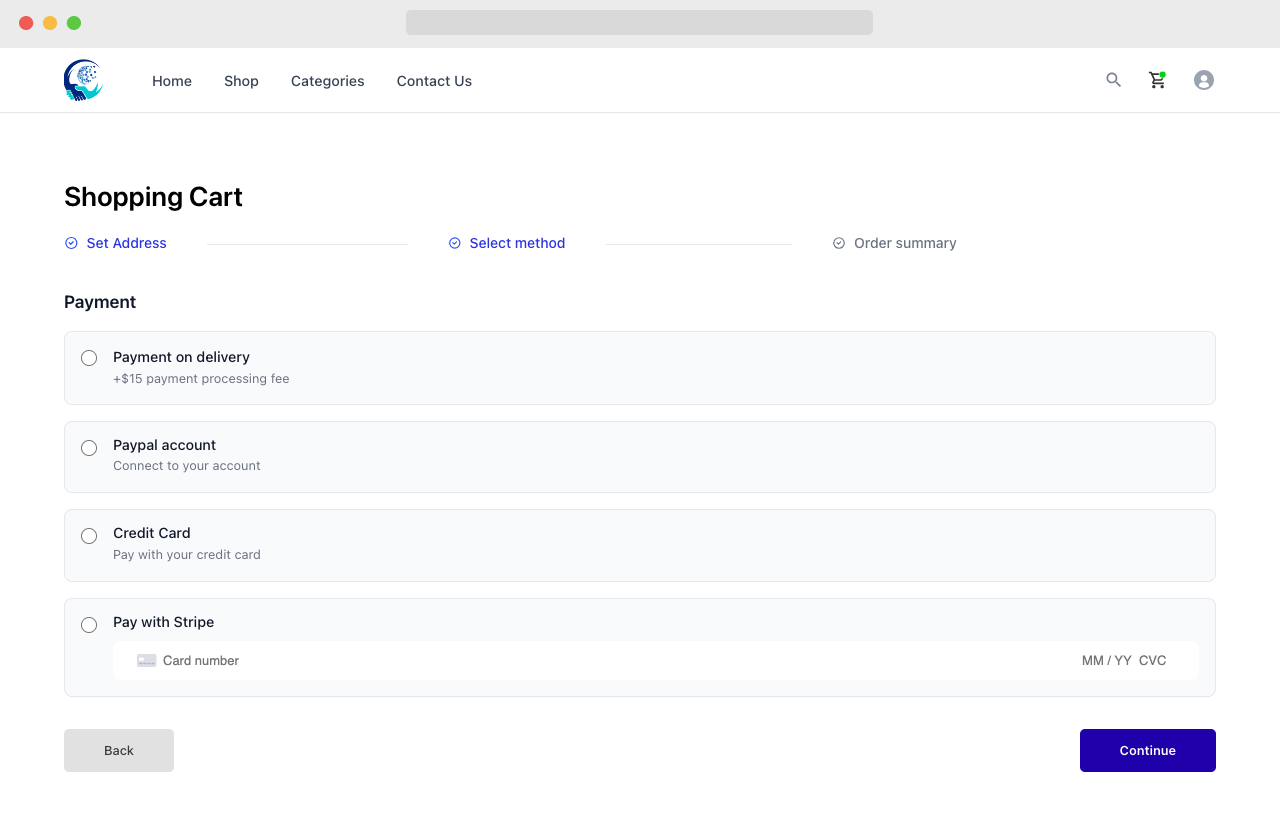 Home Shop Categories Contact Us
Shopping Cart
Set Address Select method Order summary
Payment
Payment on delivery
+$15 payment processing fee
Paypal account
Connect to your account
Credit Card
Pay with your credit card
Pay with Stripe
Card number MM / YY CVC
Back Continue